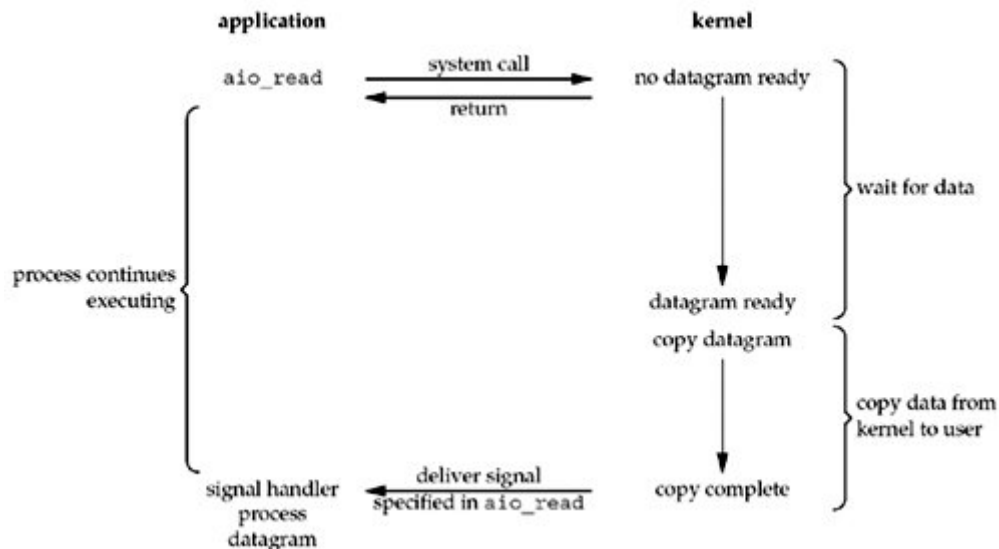 application
kernel
aio_read
system call
no datagram ready
return
wait for data
process continues
executing
datagram ready
copy datagram
copy data from
kernel to user
deliver signal
signal handler
specified in aio_read
copy complete
process
datagram